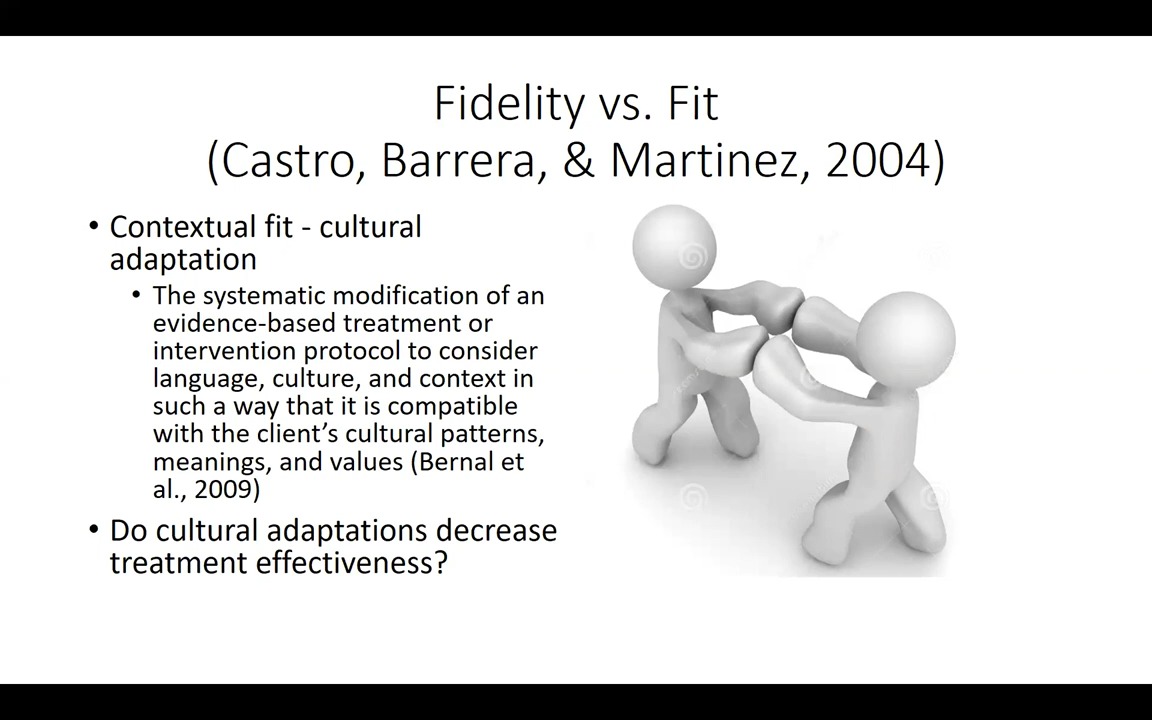 Fidelity vs. Fit
(Castro, Barrera, & Martinez, 2004)
• Contextual fit - cultural
adaptation
• The systematic modification of an
evidence-based treatment or
intervention protocol to consider
language, culture, and context in
such a way that it is compatible
with the client’s cultural patterns,
meanings, and values (Bernal et
al., 2009)
• Do cultural adaptations decrease
treatment effectiveness?